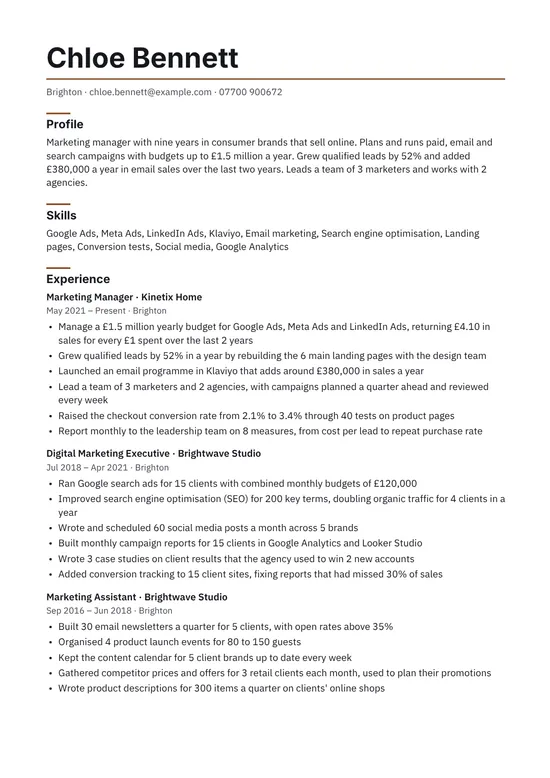 Chloe Bennett
Brighton · chloe.bennett@example.com · 07700 900672
Profile
Marketing manager with nine years in consumer brands that sell online. Plans and runs paid, email and
search campaigns with budgets up to £1.5 million a year. Grew qualified leads by 52% and added
£380,000 a year in email sales over the last two years. Leads a team of 3 marketers and works with 2
agencies.
Skills
Google Ads, Meta Ads, LinkedIn Ads, Klaviyo, Email marketing, Search engine optimisation, Landing
pages, Conversion tests, Social media, Google Analytics
Experience
Marketing Manager · Kinetix Home
May 2021 – Present · Brighton
• Manage a £1.5 million yearly budget for Google Ads, Meta Ads and LinkedIn Ads, returning £4.10 in
sales for every £1 spent over the last 2 years
• Grew qualified leads by 52% in a year by rebuilding the 6 main landing pages with the design team
• Launched an email programme in Klaviyo that adds around £380,000 in sales a year
• Lead a team of 3 marketers and 2 agencies, with campaigns planned a quarter ahead and reviewed
every week
• Raised the checkout conversion rate from 2.1% to 3.4% through 40 tests on product pages
• Report monthly to the leadership team on 8 measures, from cost per lead to repeat purchase rate
Digital Marketing Executive · Brightwave Studio
Jul 2018 – Apr 2021 · Brighton
• Ran Google search ads for 15 clients with combined monthly budgets of £120,000
• Improved search engine optimisation (SEO) for 200 key terms, doubling organic traffic for 4 clients in a
year
• Wrote and scheduled 60 social media posts a month across 5 brands
• Built monthly campaign reports for 15 clients in Google Analytics and Looker Studio
• Wrote 3 case studies on client results that the agency used to win 2 new accounts
• Added conversion tracking to 15 client sites, fixing reports that had missed 30% of sales
Marketing Assistant · Brightwave Studio
Sep 2016 – Jun 2018 · Brighton
• Built 30 email newsletters a quarter for 5 clients, with open rates above 35%
• Organised 4 product launch events for 80 to 150 guests
• Kept the content calendar for 5 client brands up to date every week
• Gathered competitor prices and offers for 3 retail clients each month, used to plan their promotions
• Wrote product descriptions for 300 items a quarter on clients' online shops